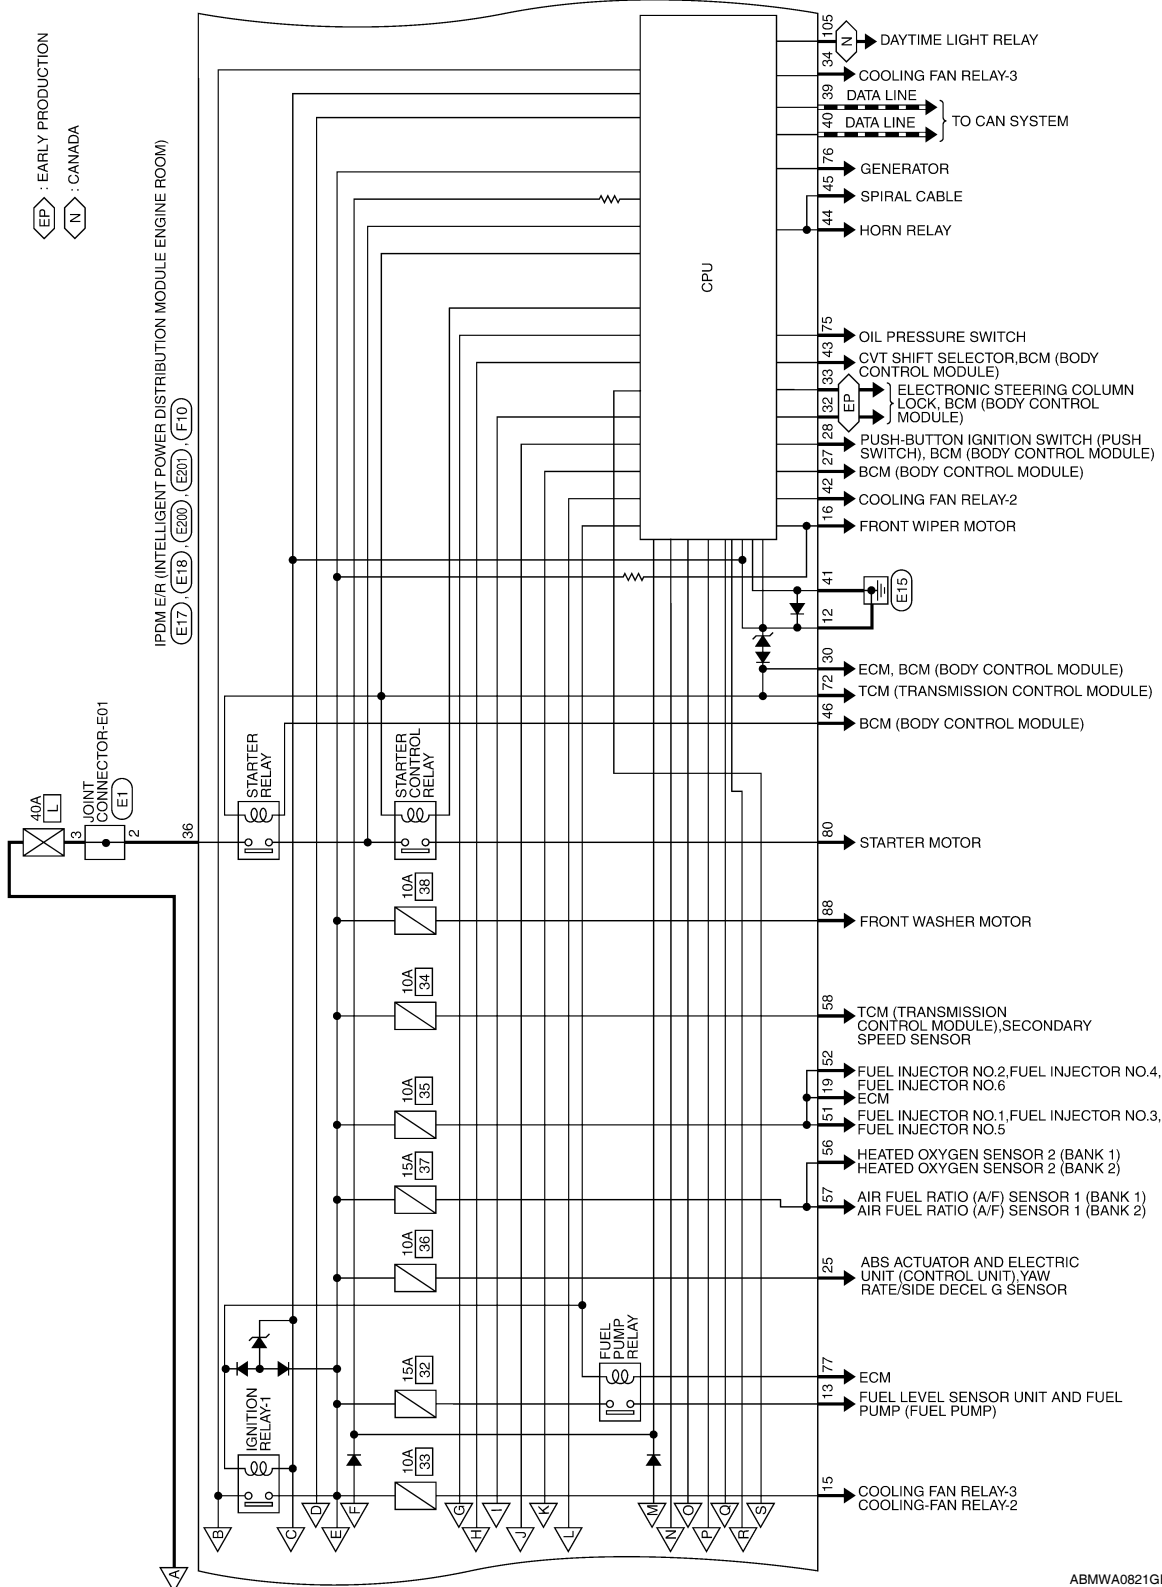 EP : EARLY PRODUCTION
N : CANADA
IPDM E/R (INTELLIGENT POWER DISTRIBUTION MODULE ENGINE ROOM)
E17 , E18 , E200 , E201 , F10
CPU
105
N
DAYTIME LIGHT RELAY
34
COOLING FAN RELAY-3
39
DATA LINE
40
DATA LINE
TO CAN SYSTEM
76
GENERATOR
45
SPIRAL CABLE
44
HORN RELAY
75
OIL PRESSURE SWITCH
43
CVT SHIFT SELECTOR,BCM (BODY
CONTROL MODULE)
33
32
EP
ELECTRONIC STEERING COLUMN
LOCK, BCM (BODY CONTROL
MODULE)
28
PUSH-BUTTON IGNITION SWITCH (PUSH
SWITCH), BCM (BODY CONTROL MODULE)
27
BCM (BODY CONTROL MODULE)
42
COOLING FAN RELAY-2
16
FRONT WIPER MOTOR
41
E15
12
30
ECM, BCM (BODY CONTROL MODULE)
72
TCM (TRANSMISSION CONTROL MODULE)
46
BCM (BODY CONTROL MODULE)
40A
L
3
JOINT
CONNECTOR-E01
E1
2
36
STARTER
RELAY
STARTER
CONTROL
RELAY
80
STARTER MOTOR
10A
38
88
FRONT WASHER MOTOR
10A
34
58
TCM (TRANSMISSION
CONTROL MODULE),SECONDARY
SPEED SENSOR
10A
35
52
FUEL INJECTOR NO.2,FUEL INJECTOR NO.4,
FUEL INJECTOR NO.6
19
ECM
51
FUEL INJECTOR NO.1,FUEL INJECTOR NO.3,
FUEL INJECTOR NO.5
15A
37
56
HEATED OXYGEN SENSOR 2 (BANK 1)
HEATED OXYGEN SENSOR 2 (BANK 2)
57
AIR FUEL RATIO (A/F) SENSOR 1 (BANK 1)
AIR FUEL RATIO (A/F) SENSOR 1 (BANK 2)
10A
36
25
ABS ACTUATOR AND ELECTRIC
UNIT (CONTROL UNIT),YAW
RATE/SIDE DECEL G SENSOR
FUEL
PUMP
RELAY
77
ECM
15A
32
13
FUEL LEVEL SENSOR UNIT AND FUEL
PUMP (FUEL PUMP)
IGNITION
RELAY-1
10A
33
15
COOLING FAN RELAY-3
COOLING-FAN RELAY-2
A
B
C
D
E
F
G
H
I
J
K
L
M
N
O
P
Q
R
S
ABMWA0821GI